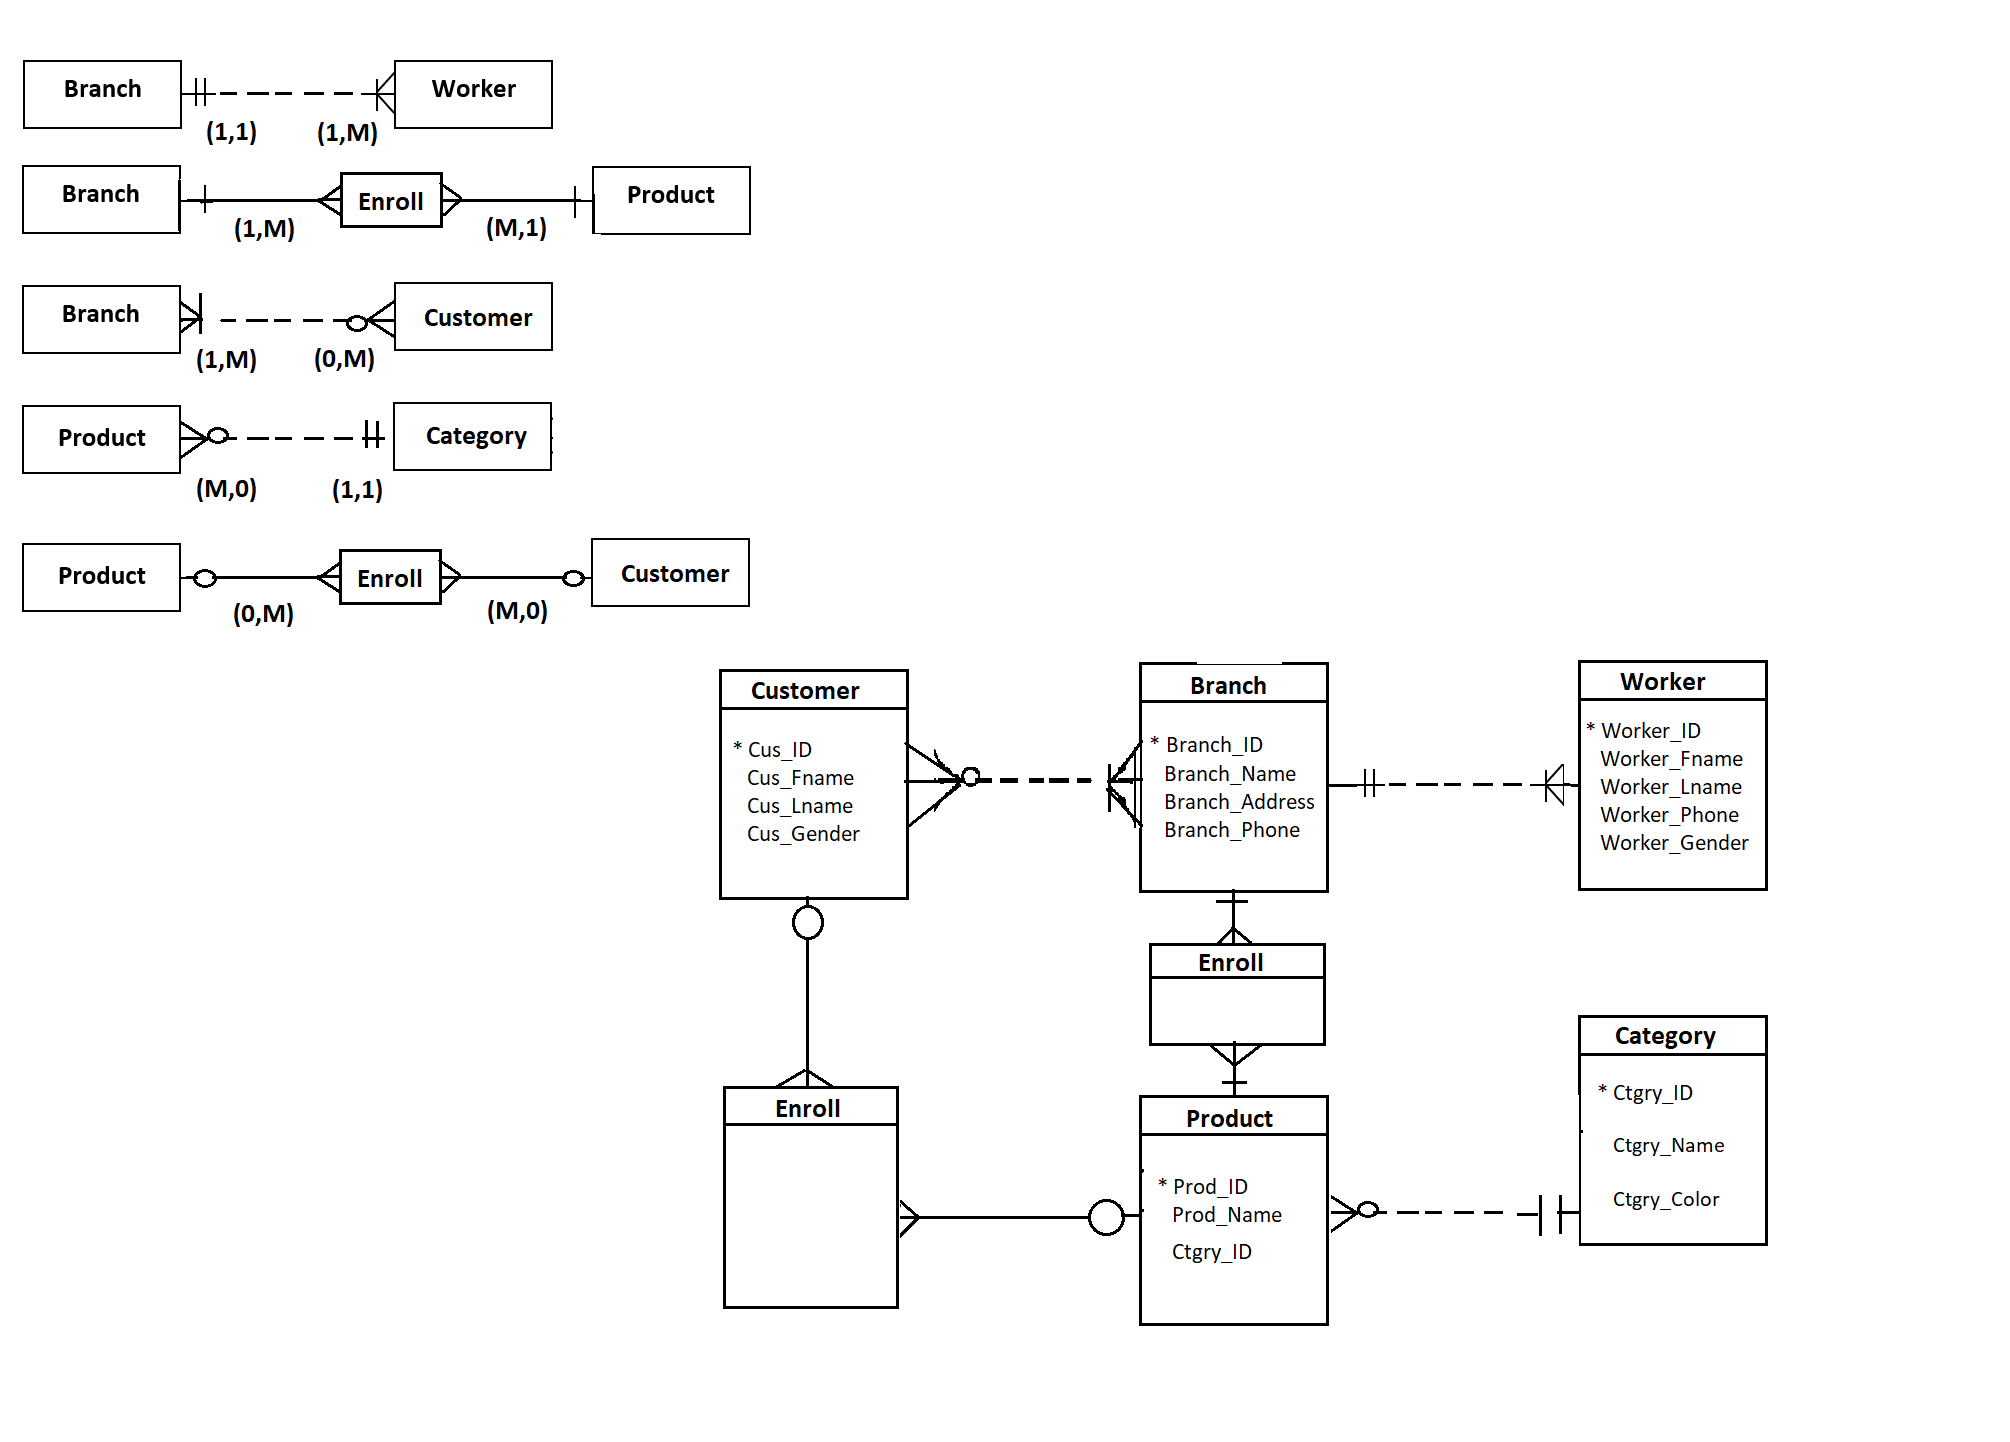 Branch
Worker
(1,1)
(1,M)
Branch
Enroll
Product
(1,M)
(M,1)
Branch
Customer
(1,M)
(0,M)
Product
Category
(M,0)
(1,1)
Product
Enroll
Customer
(0,M)
(M,0)
Customer
* Cus_ID
Cus_Fname
Cus_Lname
Cus_Gender
Branch
* Branch_ID
Branch_Name
Branch_Address
Branch_Phone
Worker
* Worker_ID
Worker_Fname
Worker_Lname
Worker_Phone
Worker_Gender
Enroll
Enroll
Product
* Prod_ID
Prod_Name
Ctgry_ID
Category
* Ctgry_ID
Ctgry_Name
Ctgry_Color